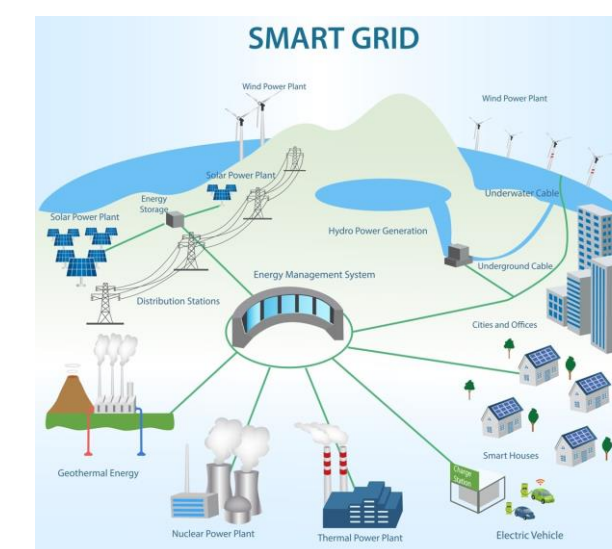 SMART GRID
Wind Power Plant
Wind Power Plant
Solar Power Plant
Energy
Storage
Solar Power Plant
Underwater Cable
Hydro Power Generation
Underground Cable
Energy Management System
Distribution Stations
Cities and Offices
Smart Houses
Geothermal Energy
Charge
Station
Nuclear Power Plant
Thermal Power Plant
Electric Vehicle